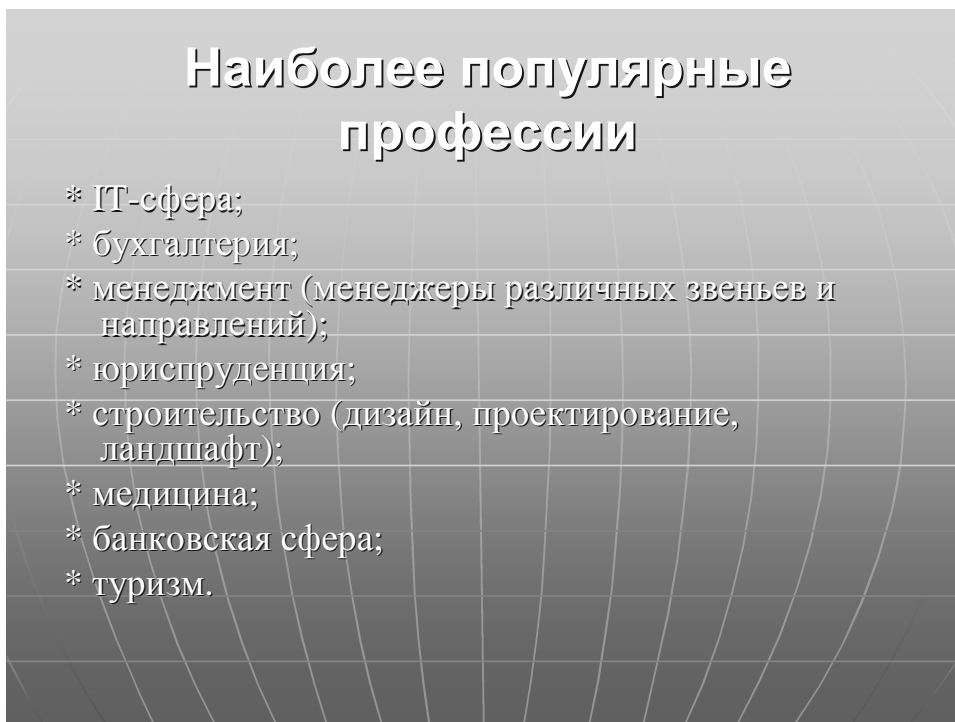 Наиболее популярные
профессии
* IT-сфера;
* бухгалтерия;
* менеджмент (менеджеры различных звеньев и
направлений);
* юриспруденция;
* строительство (дизайн, проектирование,
ландшафт);
* медицина;
* банковская сфера;
* туризм.